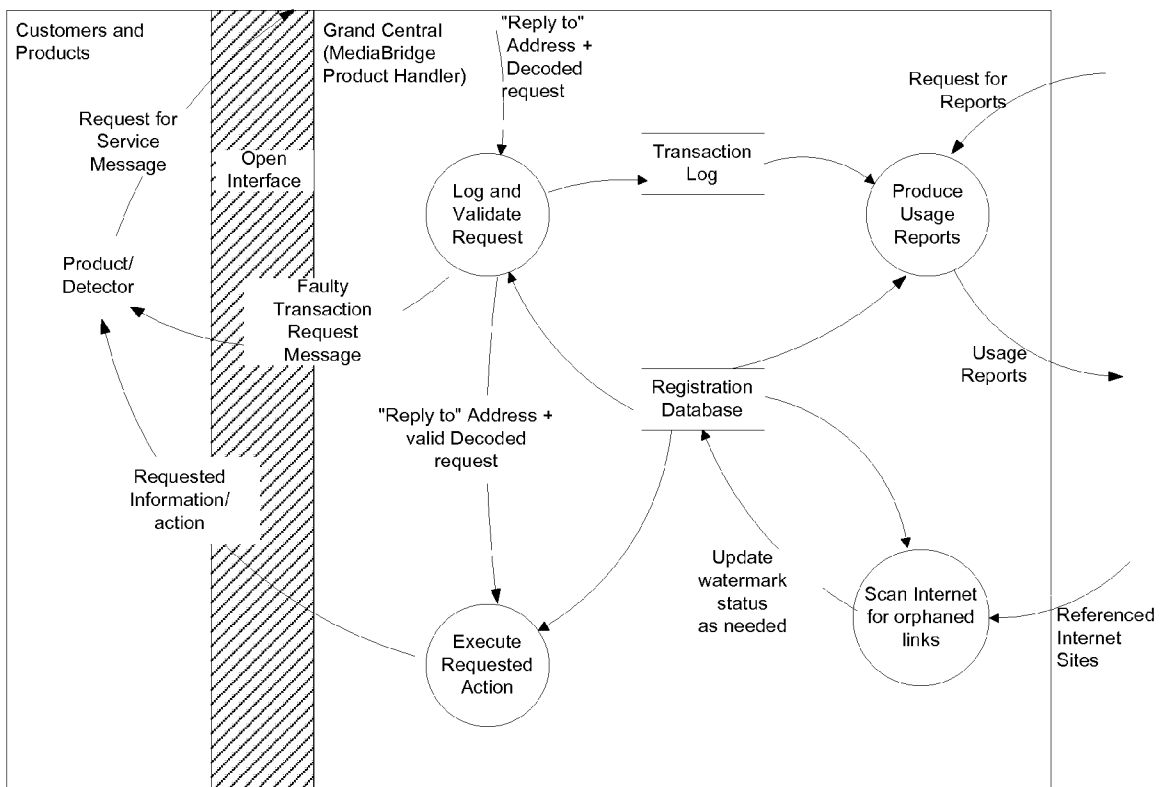 Customers and
Products
Grand Central
(MediaBridge
Product Handler)
"Reply to"
Address +
Decoded
request
Request for
Reports
Request for
Service
Message
Open
Interface
Transaction
Log
Log and
Validate
Request
Produce
Usage
Reports
Product/
Detector
Faulty
Transaction
Request
Message
Usage
Reports
Registration
Database
"Reply to" Address +
valid Decoded
request
Requested
Information/
action
Update
watermark
status
as needed
Scan Internet
for orphaned
links
Referenced
Internet
Sites
Execute
Requested
Action